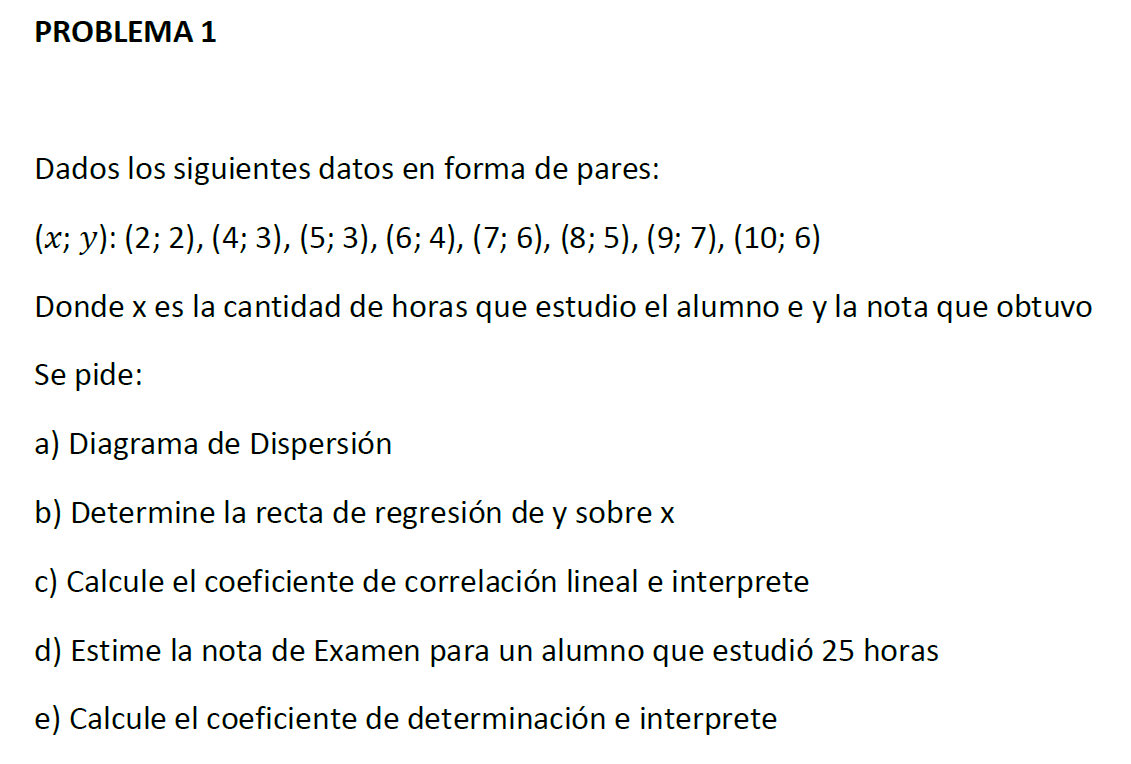 PROBLEMA 1
Dados los siguientes datos en forma de pares:
(x; y): (2; 2), (4; 3), (5; 3), (6; 4), (7; 6), (8; 5), (9; 7), (10; 6)
Donde x es la cantidad de horas que estudio el alumno e y la nota que obtuvo
Se pide:
a) Diagrama de Dispersión
b) Determine la recta de regresión de y sobre x
c) Calcule el coeficiente de correlación lineal e interprete
d) Estime la nota de Examen para un alumno que estudió 25 horas
e) Calcule el coeficiente de determinación e interprete